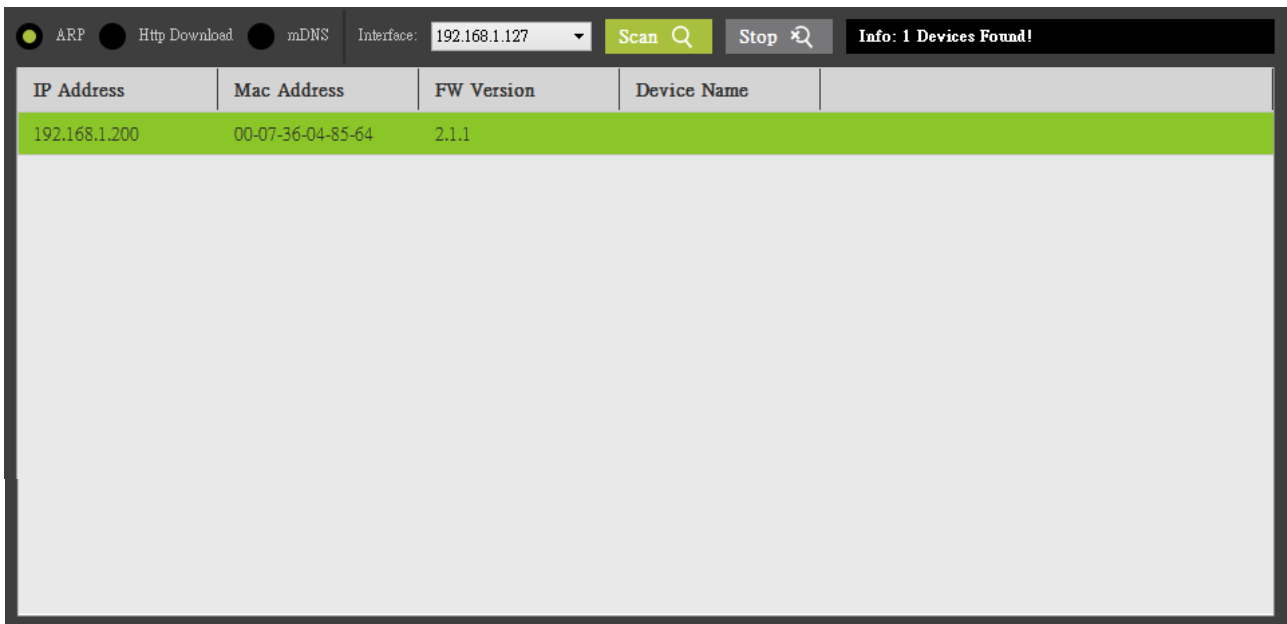 ARP Http Download mDNS Interface: 192.168.1.127 Scan Stop Info: 1 Devices Found!
IP Address Mac Address FW Version Device Name
192.168.1.200 00-07-36-04-85-64 2.1.1